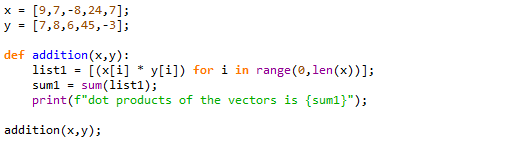 x = [9,7,-8,24,7];
y = [7,8,6,45,-3];
def addition(x,y):
    list1 = [(x[i] * y[i]) for i in range(0,len(x))];
    sum1 = sum(list1);
    print(f"dot products of the vectors is {sum1}");
addition(x,y);